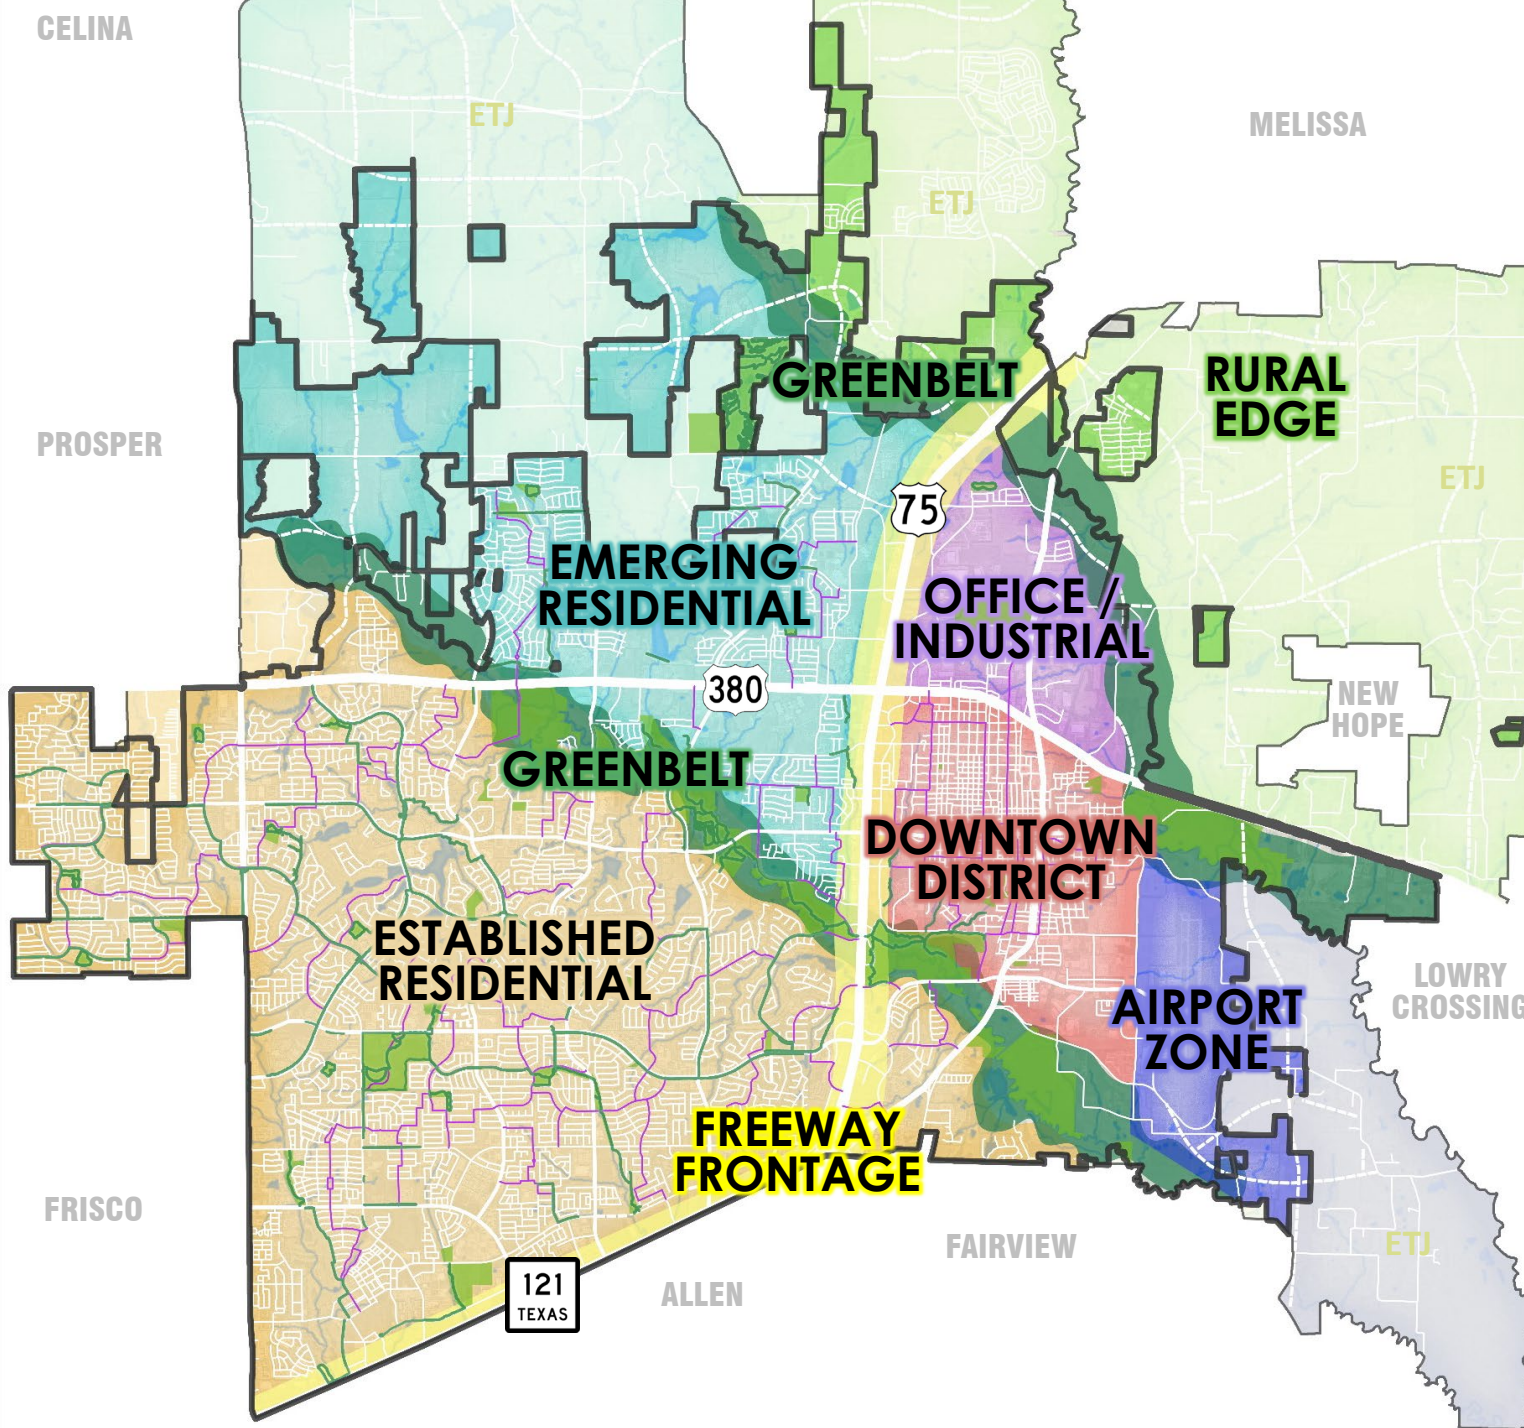 CELINA
ETJ
MELISSA
ETJ
GREENBELT
RURAL
EDGE
PROSPER
ETJ
75
EMERGING
RESIDENTIAL
OFFICE /
INDUSTRIAL
380
NEW
HOPE
GREENBELT
DOWNTOWN
DISTRICT
ESTABLISHED
RESIDENTIAL
LOWRY
CROSSING
AIRPORT
ZONE
FREEWAY
FRONTAGE
FRISCO
FAIRVIEW
ETJ
121
TEXAS
ALLEN